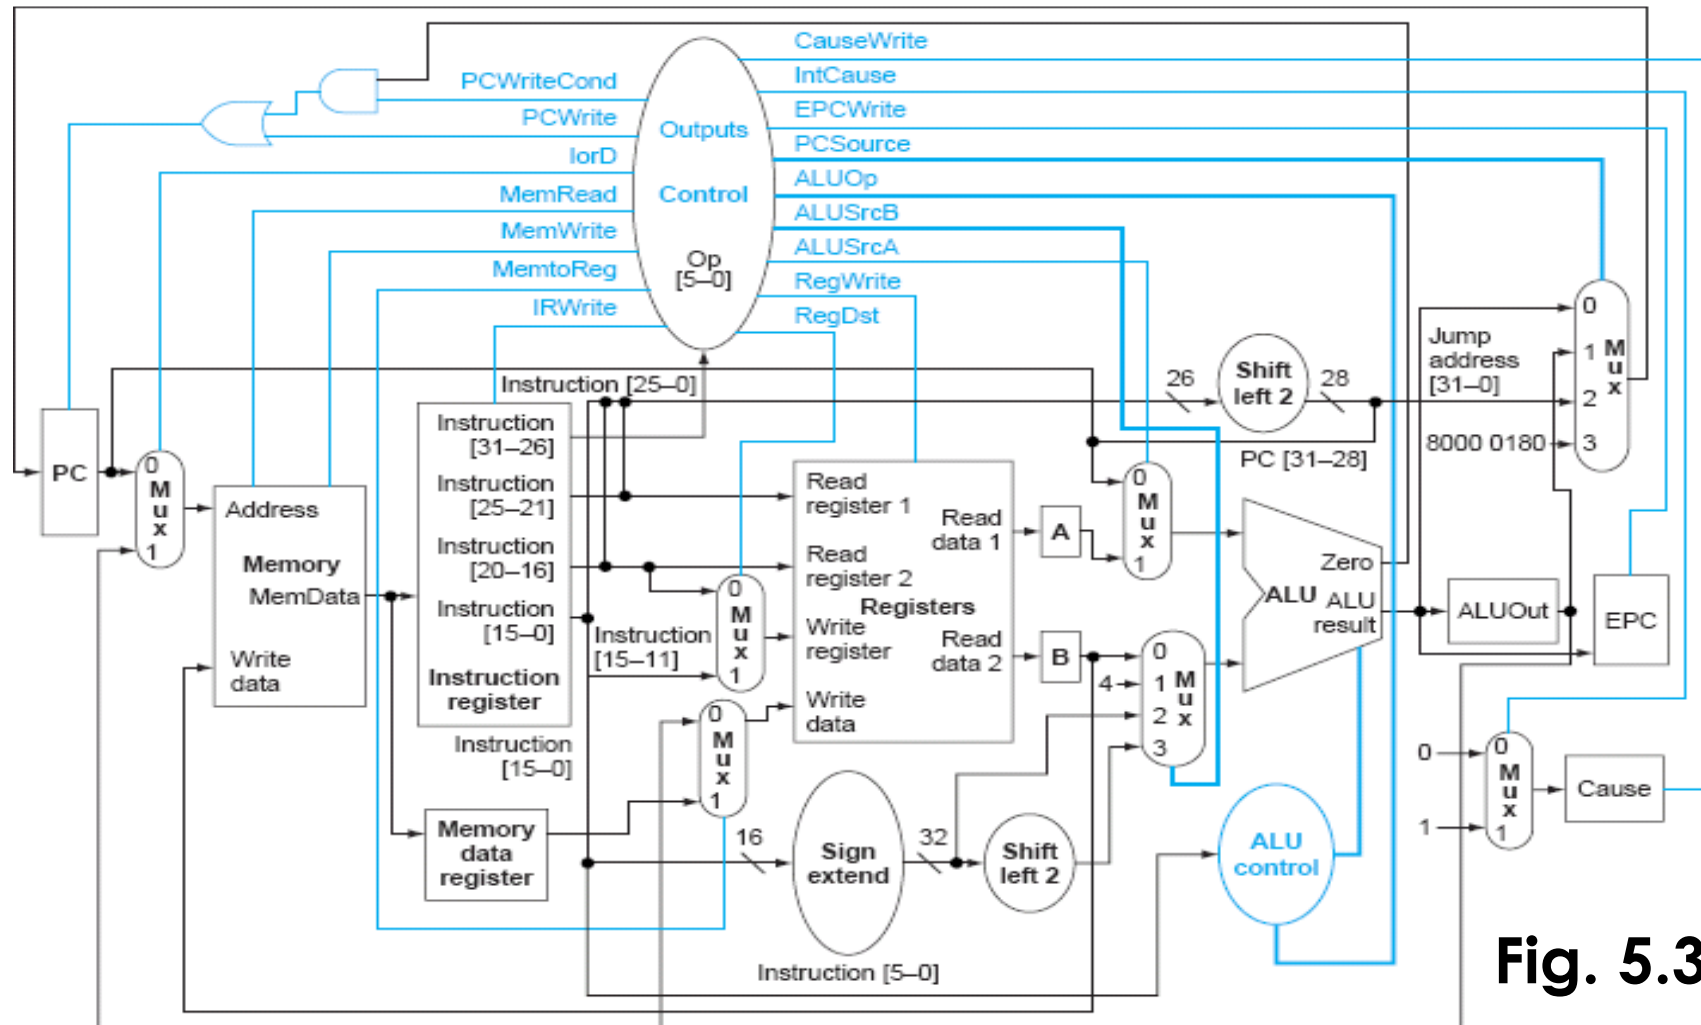 CauseWrite
IntCause
EPCWrite
PCSource
ALUOp
ALUSrcB
ALUSrcA
RegWrite
RegDst
PCWriteCond
PCWrite
IorD
MemRead
MemWrite
MemtoReg
IRWrite
Outputs
Control
Op
[5–0]
Instruction [25–0]
26
Shift
left 2
28
Jump
address
[31–0]
PC [31–28]
8000 0180
0
1
2
3
M
u
x
PC
0
M
u
x
1
Address
Memory
MemData
Write
data
Instruction
[31–26]
Instruction
[25–21]
Instruction
[20–16]
Instruction
[15–0]
Instruction
register
Instruction
[15–0]
Memory
data
register
Instruction
[15–11]
0
M
u
x
1
0
M
u
x
1
Read
register 1
Read
register 2
Registers
Write
register
Write
data
Read
data 1
Read
data 2
A
B
0
M
u
x
1
4
0
1
2
3
M
u
x
16
Sign
extend
32
Shift
left 2
Zero
ALU
ALU
result
ALUOut
EPC
0
1
0
M
u
x
1
Cause
ALU
control
Instruction [5–0]
Fig. 5.3